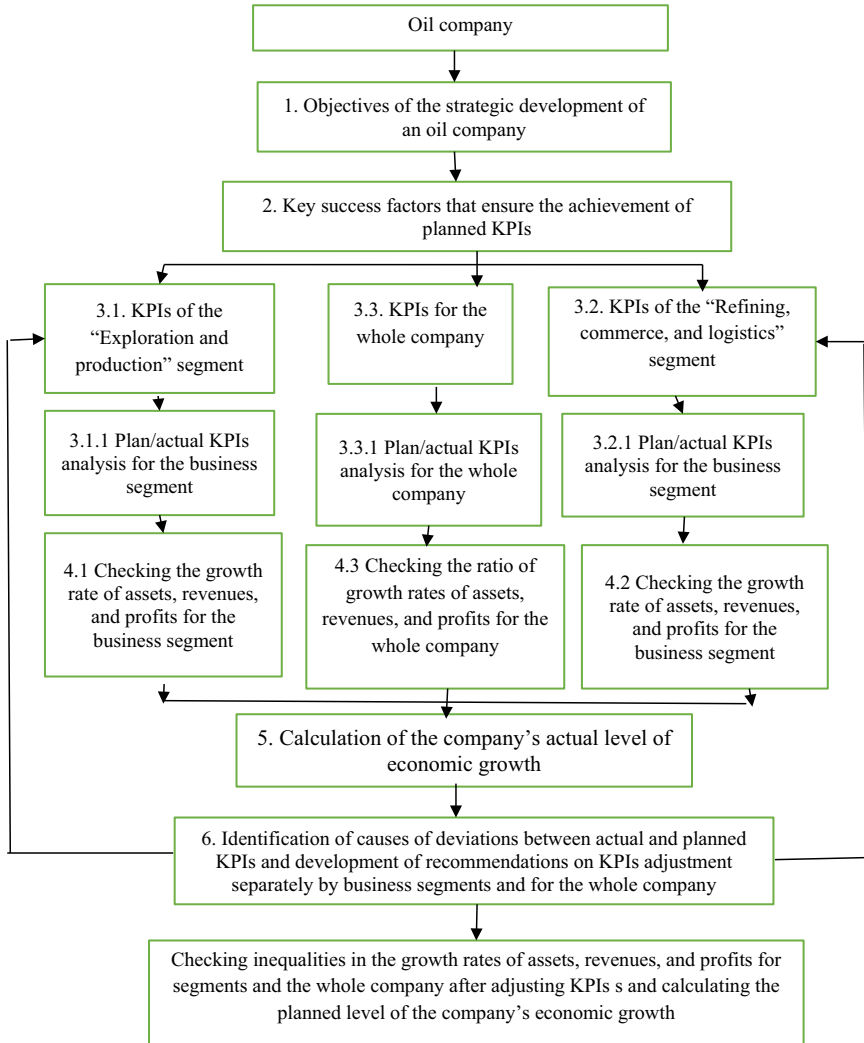 Oil company
1. Objectives of the strategic development of
an oil company
2. Key success factors that ensure the achievement of
planned KPIs
3.1. KPIs of the
“Exploration and
production” segment
3.3. KPIs for the
whole company
3.2. KPIs of the “Refining,
commerce, and logistics”
segment
3.1.1 Plan/actual KPIs
analysis for the business
segment
3.3.1 Plan/actual KPIs
analysis for the whole
company
3.2.1 Plan/actual KPIs
analysis for the business
segment
4.1 Checking the growth
rate of assets, revenues,
and profits for the
business segment
4.3 Checking the ratio of
growth rates of assets,
revenues, and profits for the
whole company
4.2 Checking the growth
rate of assets, revenues,
and profits for the
business segment
5. Calculation of the company’s actual level of
economic growth
6. Identification of causes of deviations between actual and planned
KPIs and development of recommendations on KPIs adjustment
separately by business segments and for the whole company
Checking inequalities in the growth rates of assets, revenues, and profits for
segments and the whole company after adjusting KPIs s and calculating the
planned level of the company’s economic growth